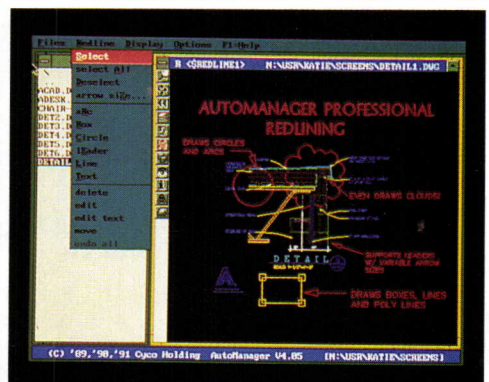 Files Redline Display Options F1=Help
Select
select All
Deselect
arrow siZe...
aRc
Box
Circle
lEader
Line
Text
delete
edit
edit text
move
undo all
ACAD.D
ADESK.
CHAIR-
DET2.D
DET3.D
DET4.D
DET5.D
DET6.D
DETAIL
R <$REDLINE1> N:\USR\KATIE\SCREENS\DETAIL1.DWG
AUTOMANAGER PROFESSIONAL
REDLINING
DRAWS CIRCLES
AND ARCS
EVEN DRAWS CLOUDS!
SUPPORTS LEADERS
W/ VARIABLE ARROW
SIZES
DETAIL
DRAWS BOXES, LINES
AND POLY LINES
(C) '89,'90,'91 Cyco Holding AutoManager V4.05 [N:\USR\KATIE\SCREENS]